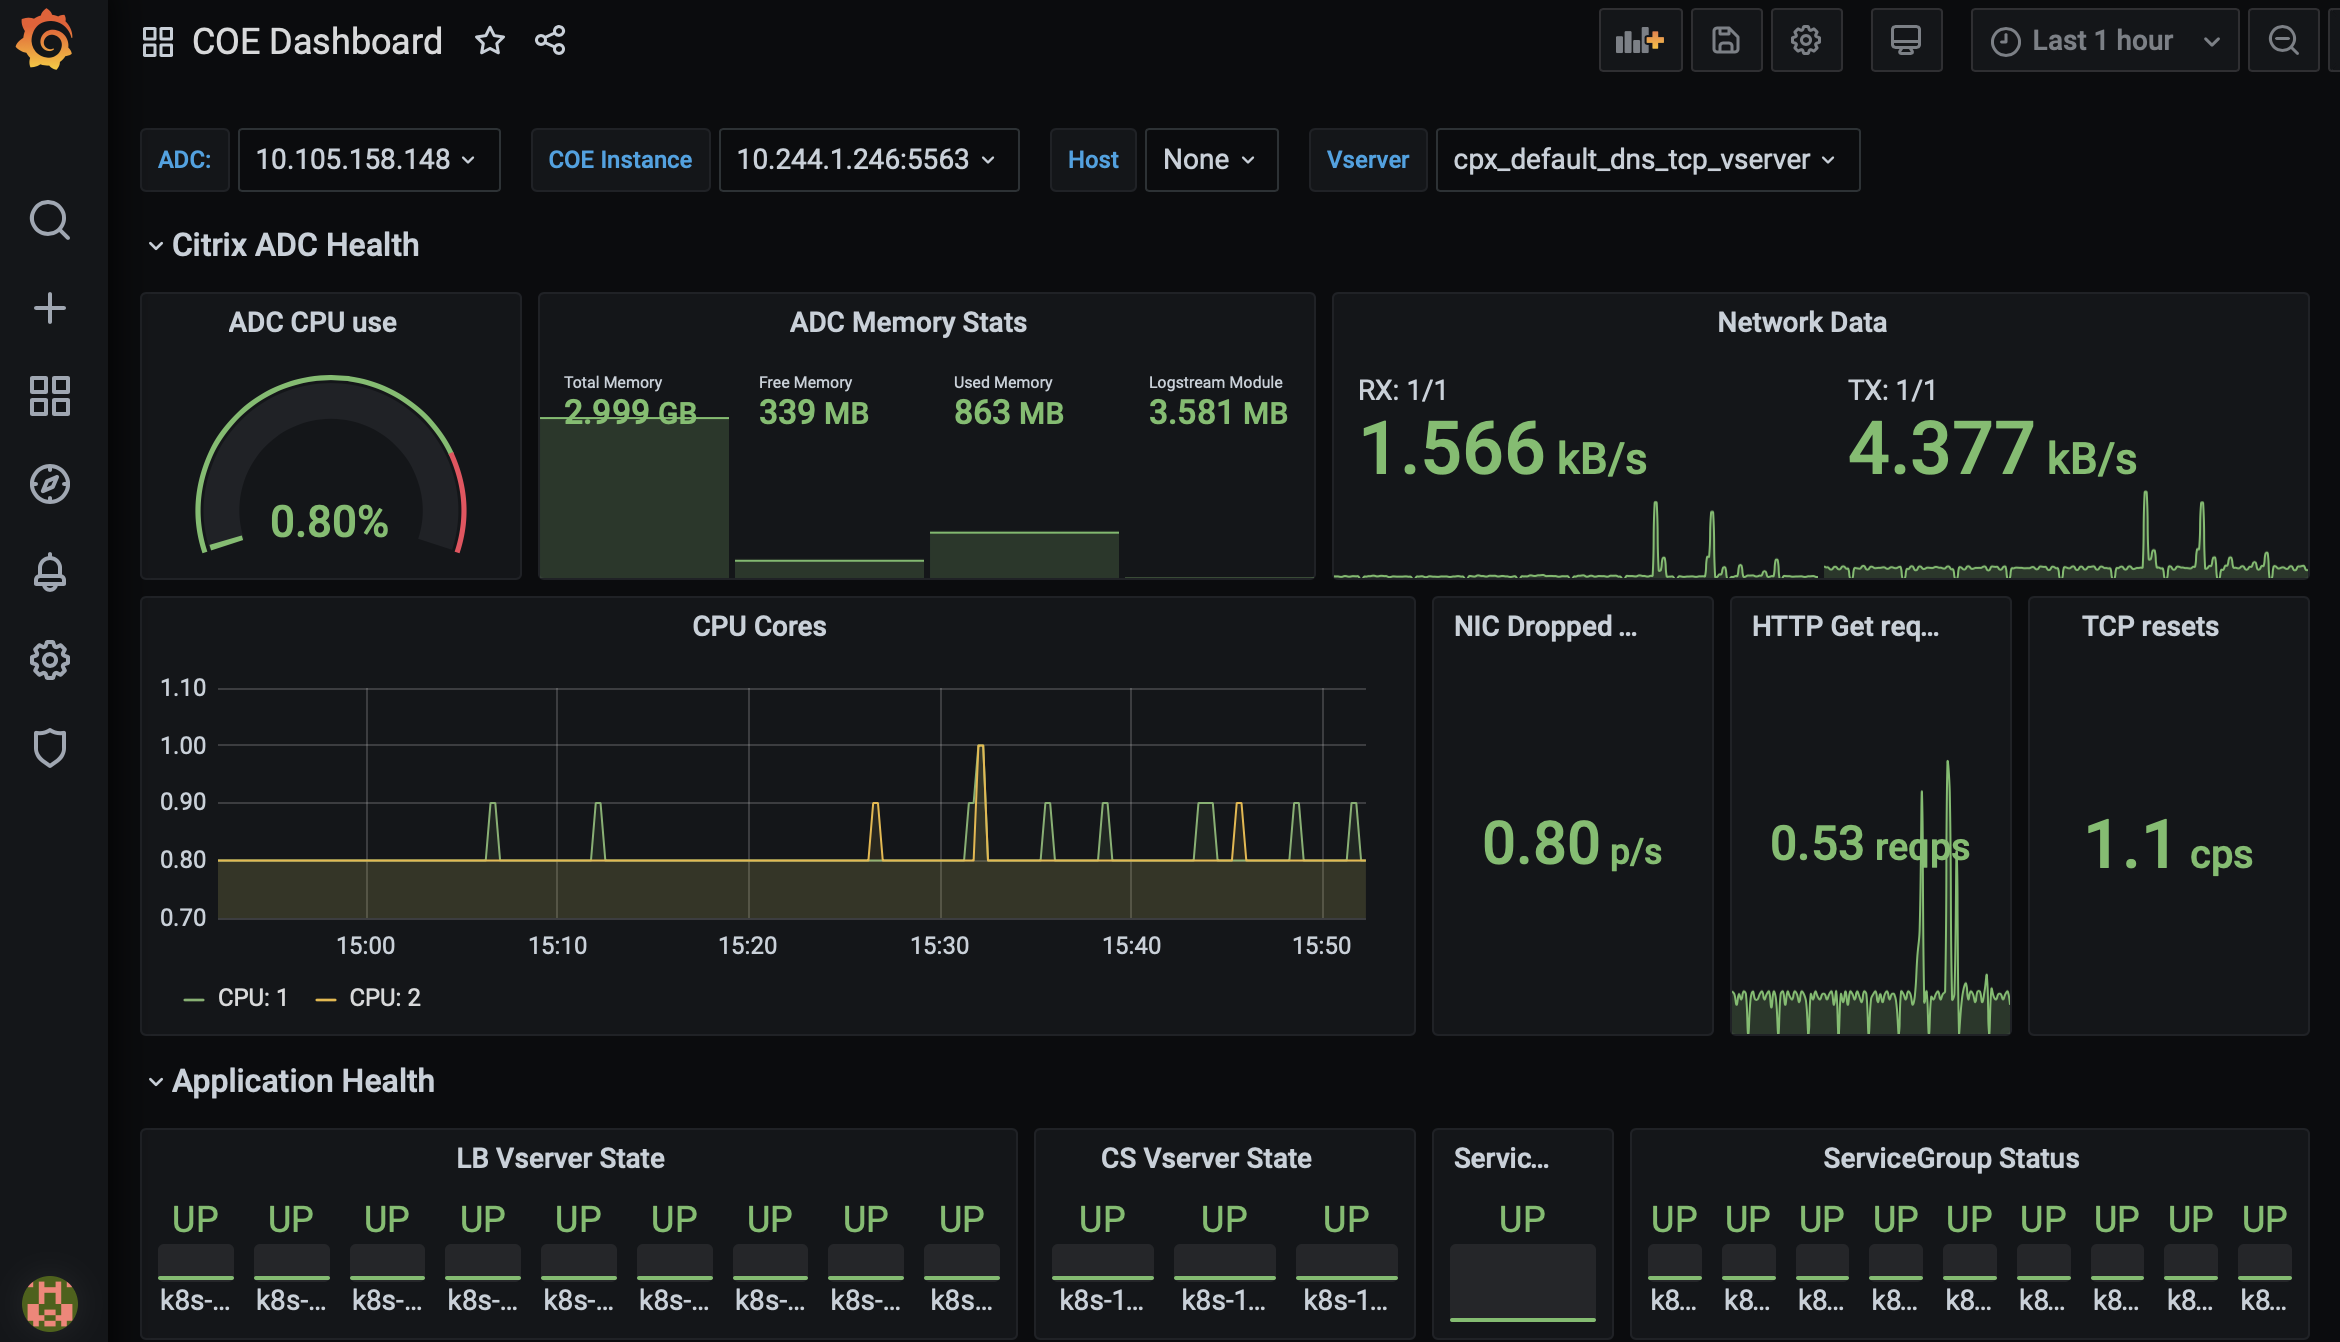 COE Dashboard
Last 1 hour
ADC: 10.105.158.148 COE Instance 10.244.1.246:5563 Host None Vserver cpx_default_dns_tcp_vserver
Citrix ADC Health
ADC CPU use
0.80%
ADC Memory Stats
Total Memory Free Memory Used Memory Logstream Module
2.999 GB 339 MB 863 MB 3.581 MB
Network Data
RX: 1/1 TX: 1/1
1.566 kB/s 4.377 kB/s
CPU Cores
1.10
1.00
0.90
0.80
0.70
15:00 15:10 15:20 15:30 15:40 15:50
CPU: 1 CPU: 2
NIC Dropped ...
0.80 p/s
HTTP Get req...
0.53 reqps
TCP resets
1.1 cps
Application Health
LB Vserver State
UP UP UP UP UP UP UP UP UP
k8s-... k8s-... k8s-... k8s-... k8s-... k8s-... k8s-... k8s-... k8s...
CS Vserver State
UP UP UP
k8s-1... k8s-1... k8s-1...
Servic...
UP
ServiceGroup Status
UP UP UP UP UP UP UP UP UP
k8... k8... k8... k8... k8... k8... k8... k8... k8...